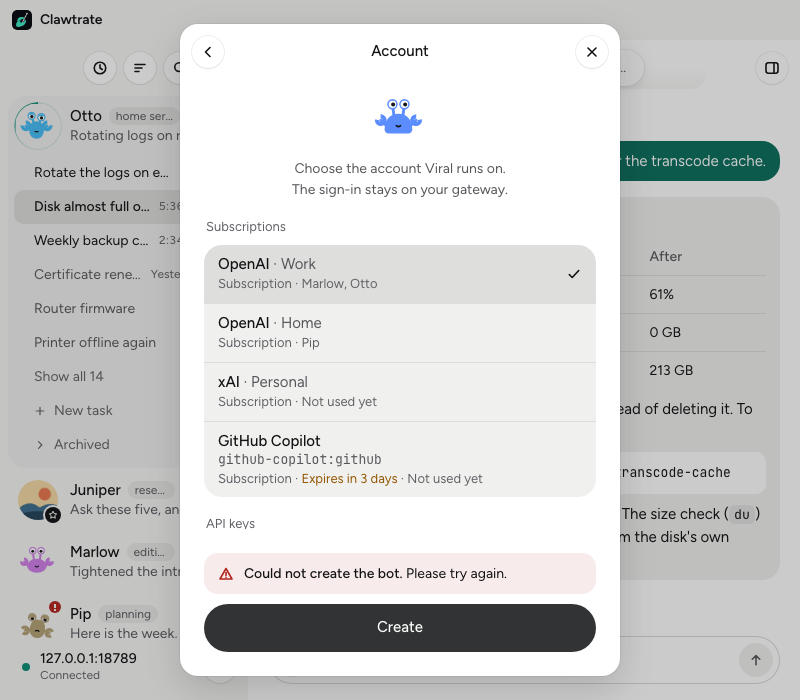 Clawtrate
Otto home ser...
Rotating logs on r
Rotate the logs on e...
Disk almost full o... 5:36
Weekly backup c... 2:34
Certificate rene... Yeste
Router firmware
Printer offline again
Show all 14
+ New task
Archived
Juniper rese...
Ask these five, an
Marlow editi...
Tightened the intr
Pip planning
Here is the week.
127.0.0.1:18789
Connected
Account
Choose the account Viral runs on.
The sign-in stays on your gateway.
Subscriptions
OpenAI · Work
Subscription · Marlow, Otto
OpenAI · Home
Subscription · Pip
xAI · Personal
Subscription · Not used yet
GitHub Copilot
github-copilot:github
Subscription · Expires in 3 days · Not used yet
API keys
Could not create the bot. Please try again.
Create
the transcode cache.
After
61%
0 GB
213 GB
ead of deleting it. To
ranscode-cache
The size check ( du )
m the disk's own